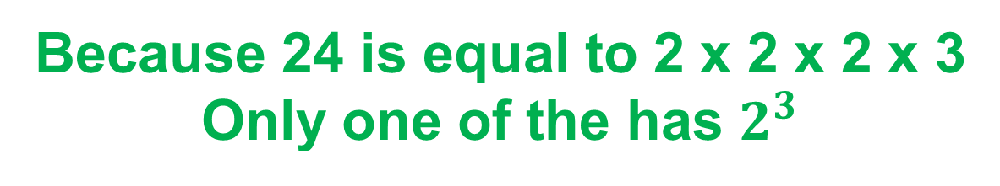 Because 24 is equal to 2 x 2 x 2 x 3
Only one of the has 2³